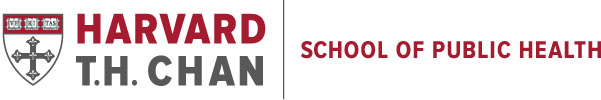 VE RI TAS
HARVARD
T.H. CHAN
SCHOOL OF PUBLIC HEALTH